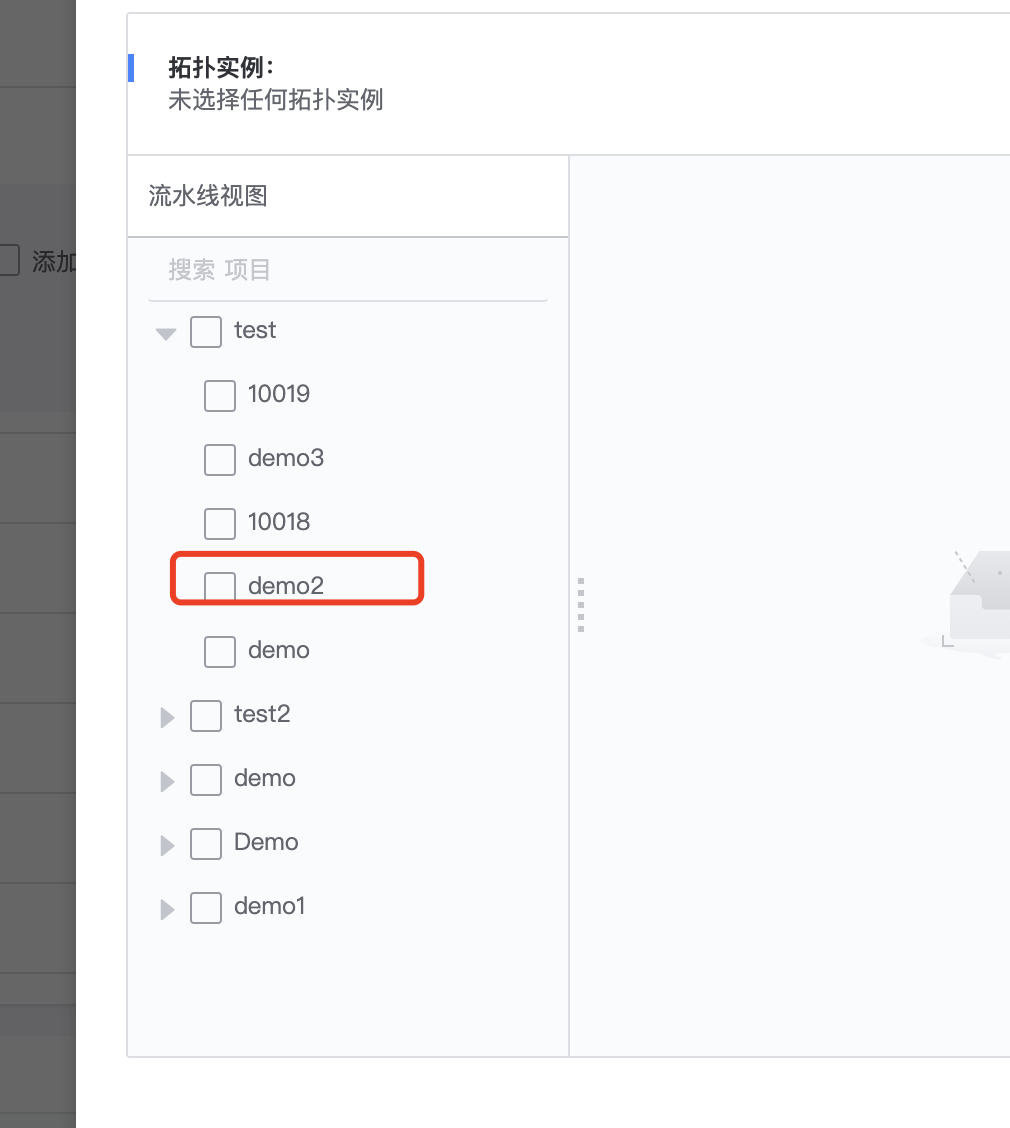 拓扑实例：
未选择任何拓扑实例
流水线视图
添加
搜索 项目
test
10019
demo3
10018
demo2
demo
test2
demo
Demo
demo1